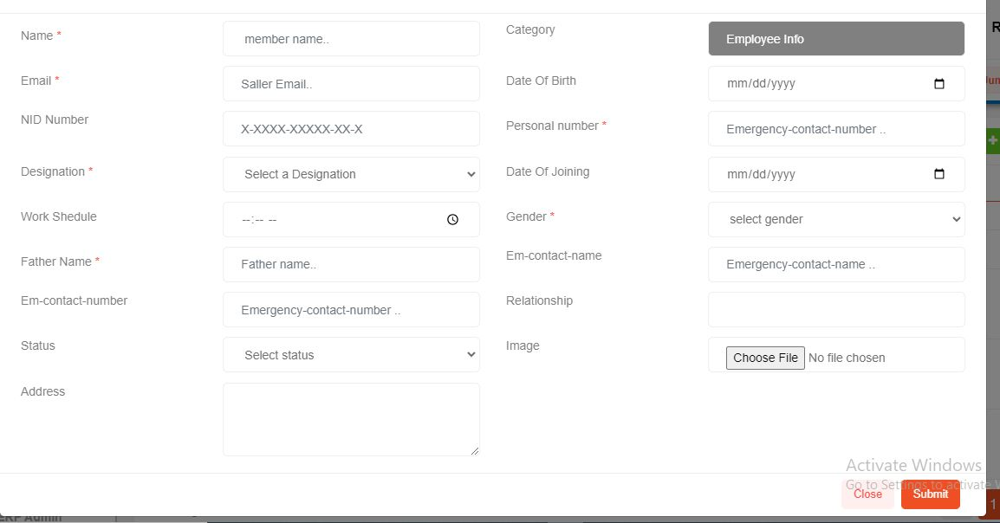 Name * member name.. Category Employee Info
Email * Saller Email.. Date Of Birth mm/dd/yyyy
NID Number X-XXXX-XXXXX-XX-X Personal number * Emergency-contact-number ..
Designation * Select a Designation Date Of Joining mm/dd/yyyy
Work Shedule --:-- -- Gender * select gender
Father Name * Father name.. Em-contact-name Emergency-contact-name ..
Em-contact-number Emergency-contact-number .. Relationship
Status Select status Image Choose File No file chosen
Address
Activate Windows
Go to Settings to activate W
Close Submit
1
ERP Admin